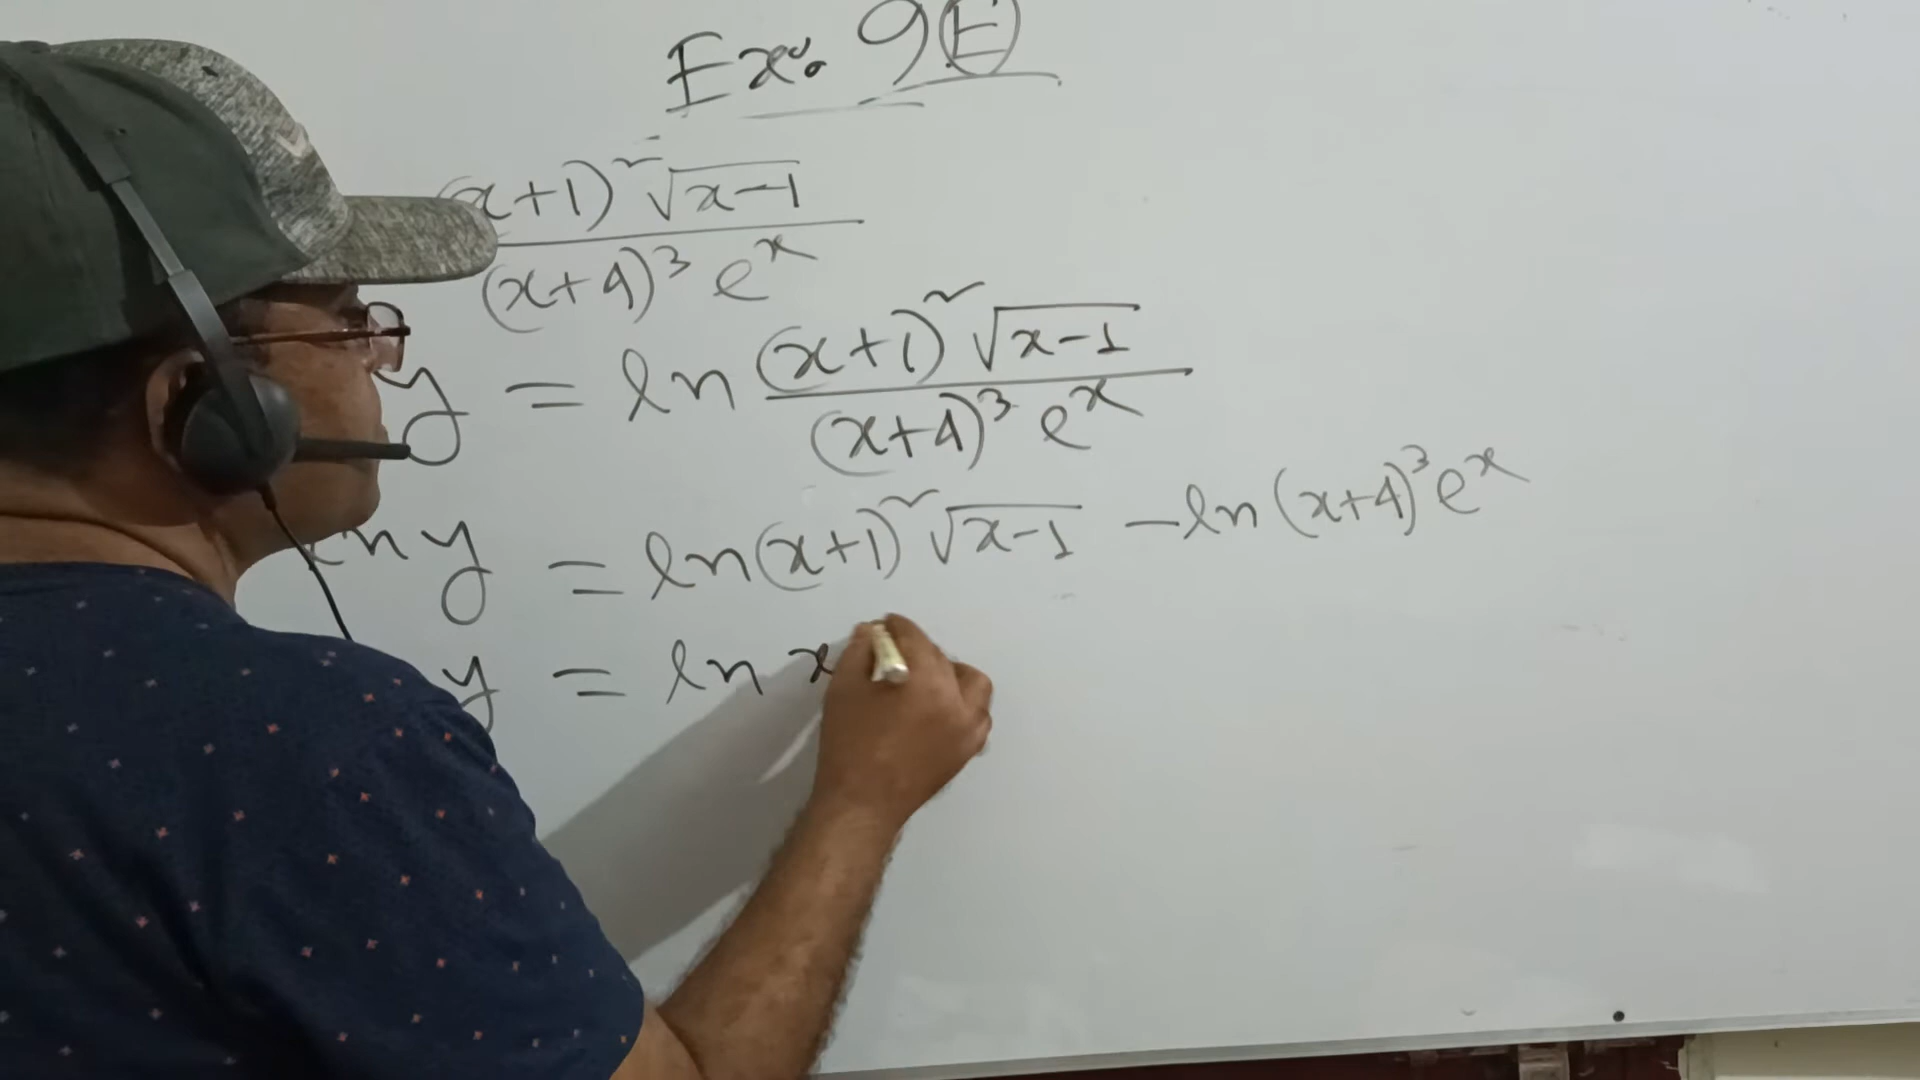 Ex: 9(E)
(x+1)² √(x-1)
(x+4)³ eˣ
y = ln (x+1)² √(x-1) / (x+4)³ eˣ
ln y = ln(x+1)² √(x-1) - ln(x+4)³ eˣ
y = ln x